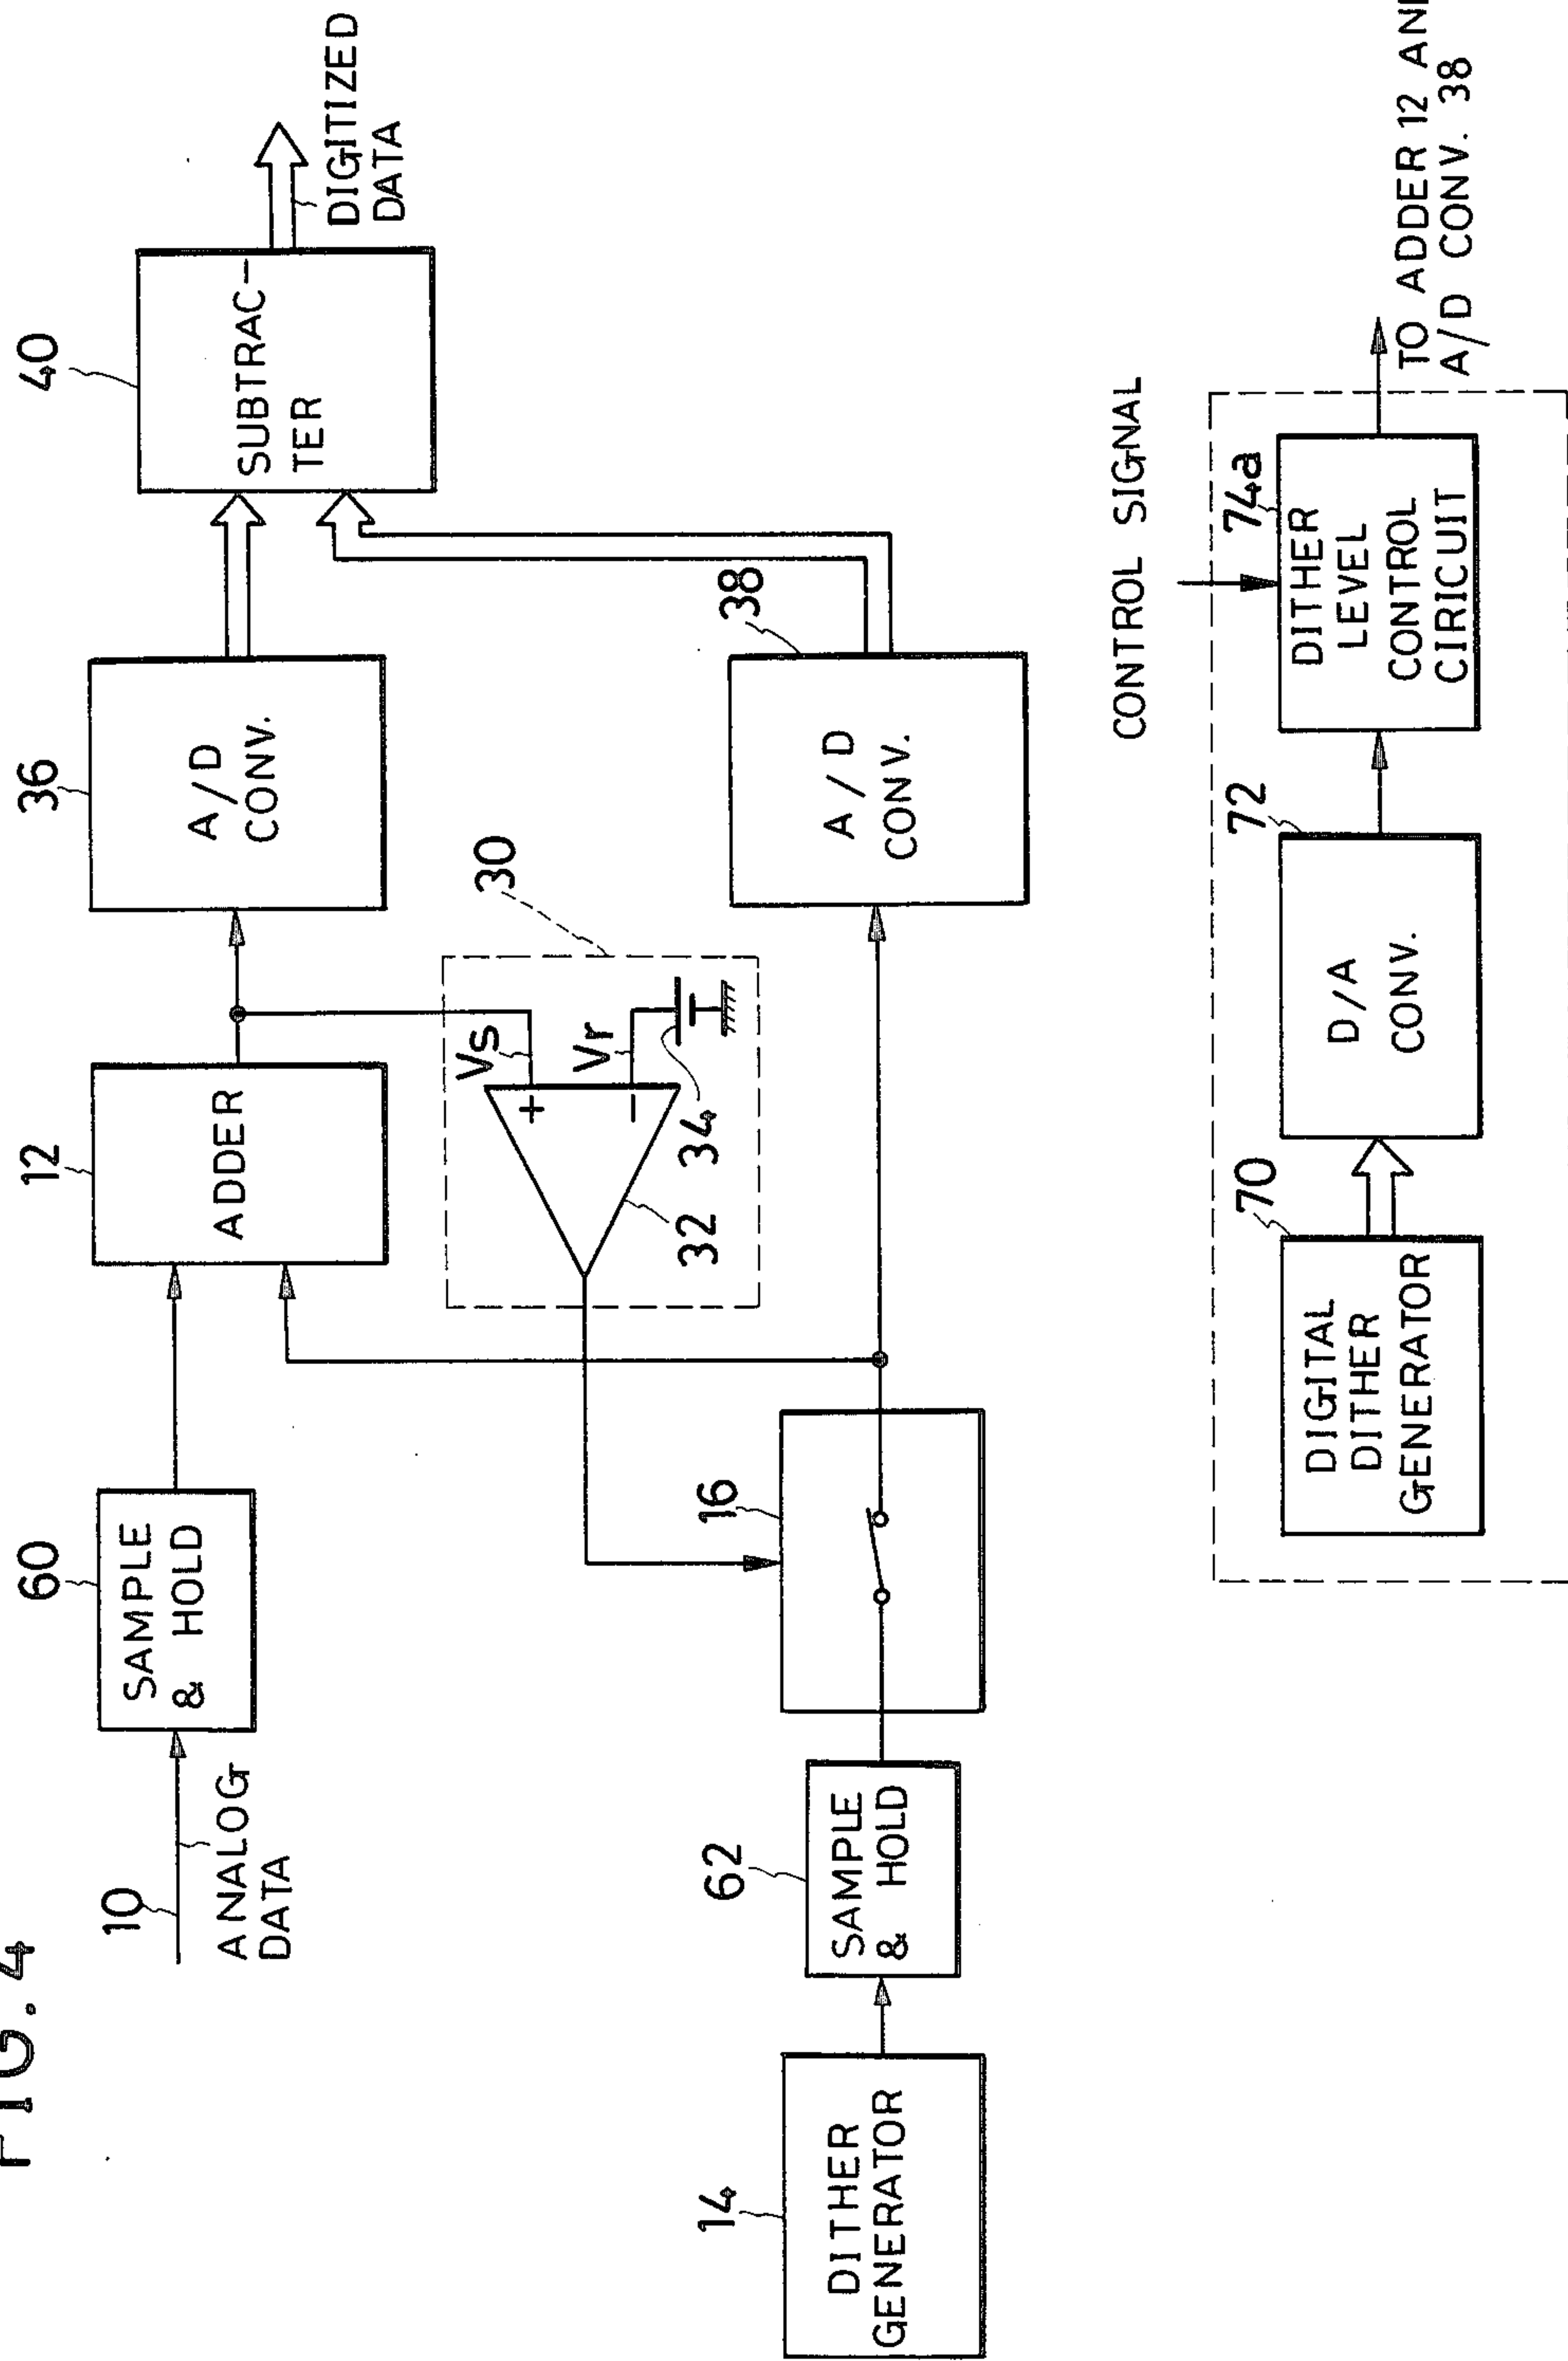 FIG. 4
10
ANALOG
DATA
60
SAMPLE
& HOLD
12
ADDER
36
A/D
CONV.
40
SUBTRAC-
TER
DIGITIZED
DATA
30
Vs
Vr
+
-
32
34
14
DITHER
GENERATOR
62
SAMPLE
& HOLD
16
38
A/D
CONV.
CONTROL SIGNAL
70
DIGITAL
DITHER
GENERATOR
72
D/A
CONV.
74a
DITHER
LEVEL
CONTROL
CIRICUIT
TO ADDER 12 AN
A/D CONV. 38